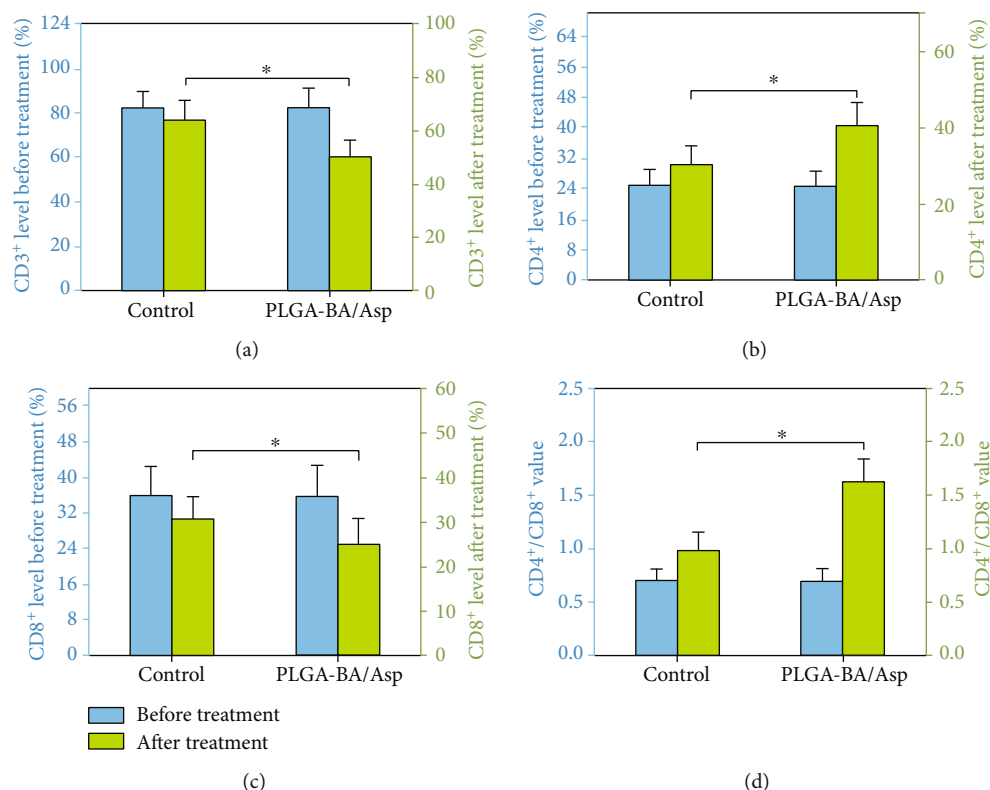 CD3+ level before treatment (%)
124
100
80
60
40
20
0
100
80
60
40
20
0
CD3+ level after treatment (%)
*
Control
PLGA-BA/Asp
(a)
CD4+ level before treatment (%)
64
56
48
40
32
24
16
8
0
60
40
20
0
CD4+ level after treatment (%)
*
Control
PLGA-BA/Asp
(b)
CD8+ level before treatment (%)
56
48
40
32
24
16
8
0
60
50
40
30
20
10
0
CD8+ level after treatment (%)
*
Control
PLGA-BA/Asp
Before treatment
After treatment
(c)
CD4+/CD8+ value
2.5
2.0
1.5
1.0
0.5
0.0
2.5
2.0
1.5
1.0
0.5
0.0
CD4+/CD8+ value
*
Control
PLGA-BA/Asp
(d)